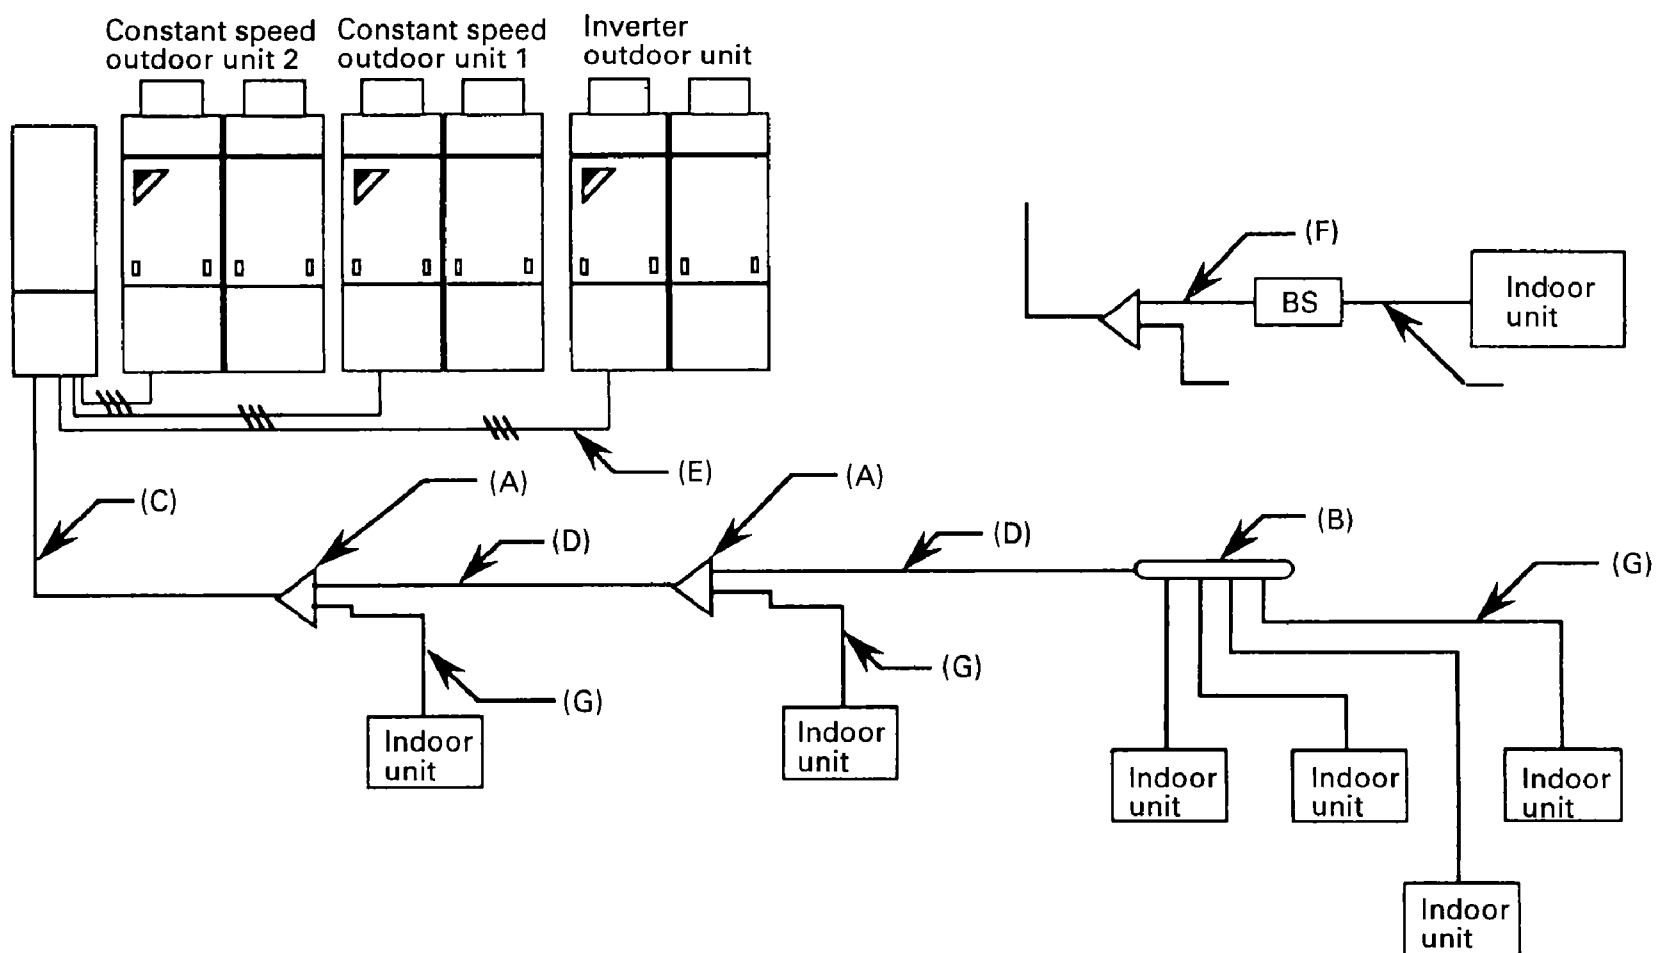 Constant speed
outdoor unit 2
Constant speed
outdoor unit 1
Inverter
outdoor unit
(F)
BS
Indoor
unit
(E)
(C)
(A)
(A)
(D)
(D)
(B)
(G)
(G)
(G)
Indoor
unit
Indoor
unit
Indoor
unit
Indoor
unit
Indoor
unit
Indoor
unit